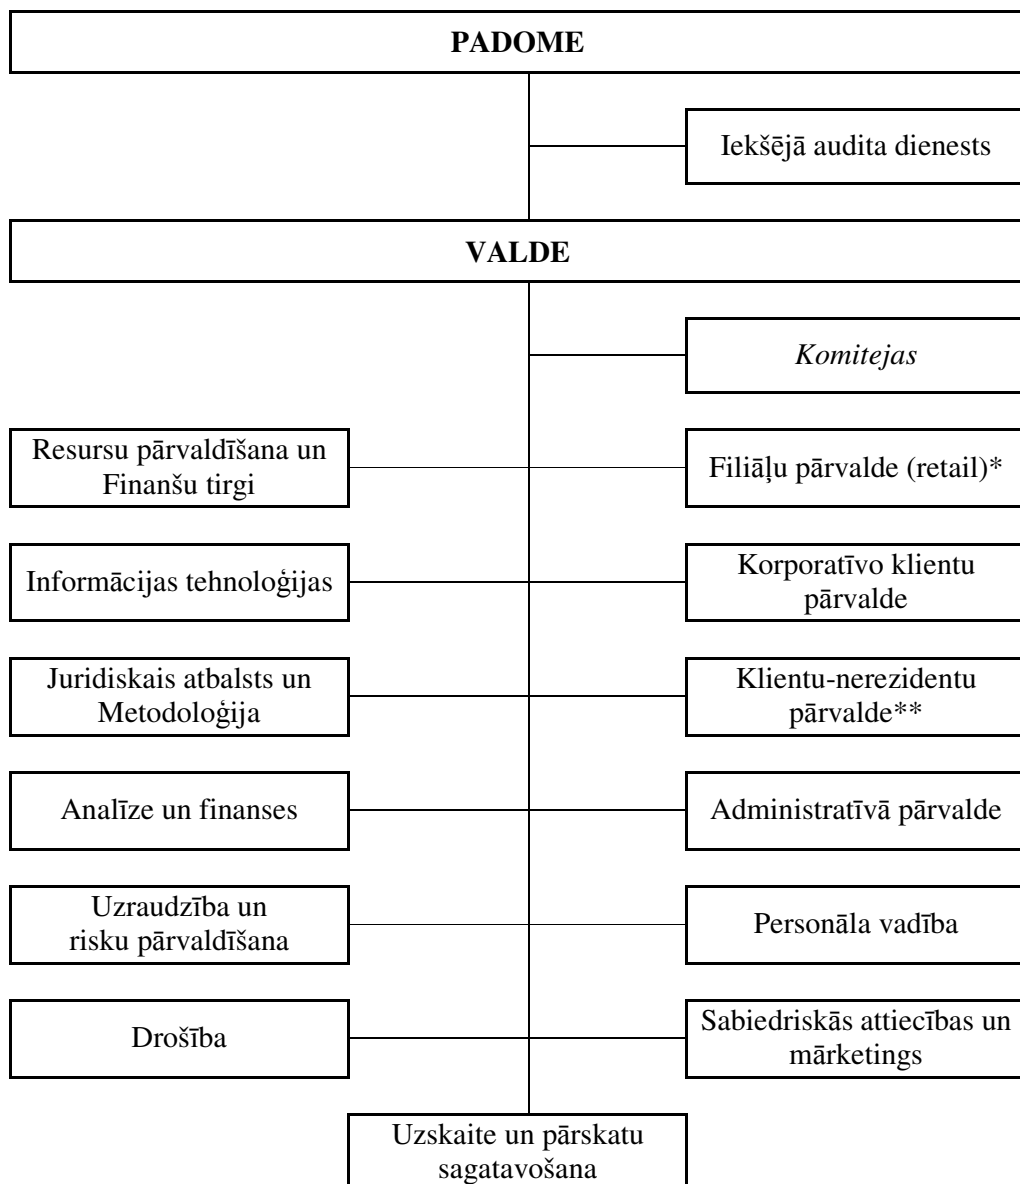 PADOME
Iekšējā audita dienests
VALDE
Komitejas
Resursu pārvaldīšana un
Finanšu tirgi
Filiāļu pārvalde (retail)*
Informācijas tehnoloģijas
Korporatīvo klientu
pārvalde
Juridiskais atbalsts un
Metodoloģija
Klientu-nerezidentu
pārvalde**
Analīze un finanses
Administratīvā pārvalde
Uzraudzība un
risku pārvaldīšana
Personāla vadība
Drošība
Sabiedriskās attiecības un
mārketings
Uzskaite un pārskatu
sagatavošana